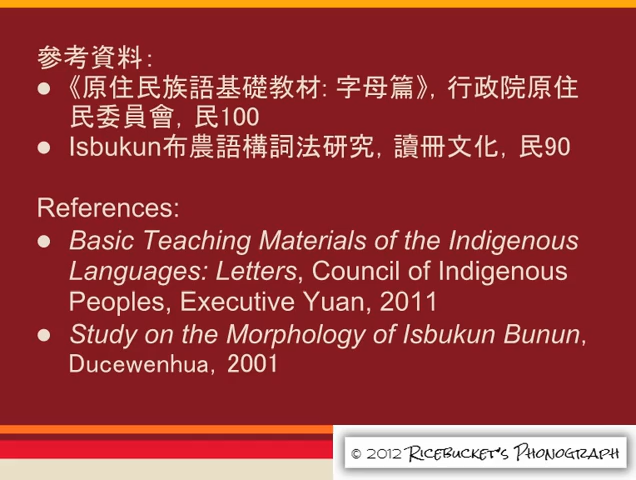 參考資料：
● 《原住民族語基礎教材: 字母篇》, 行政院原住
民委員會, 民100
● Isbukun布農語構詞法研究, 讀冊文化, 民90
References:
● Basic Teaching Materials of the Indigenous
Languages: Letters, Council of Indigenous
Peoples, Executive Yuan, 2011
● Study on the Morphology of Isbukun Bunun,
Ducewenhua, 2001
© 2012 Ricebucket's Phonograph